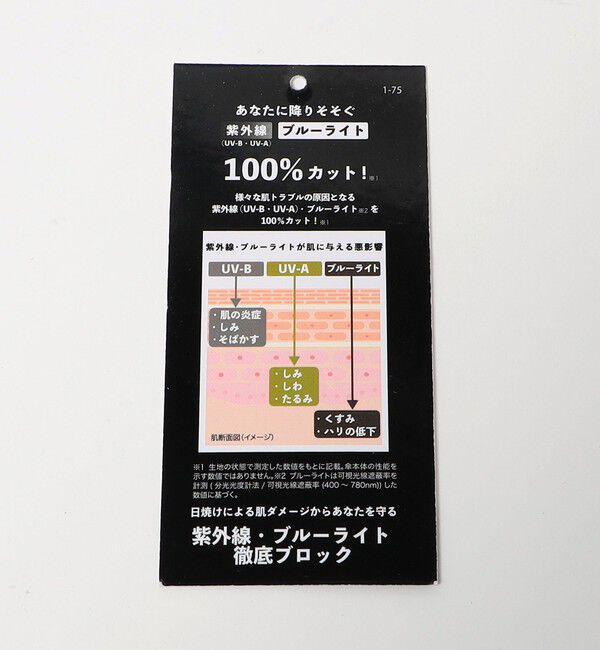 1-75
あなたに降りそそぐ
紫外線 ブルーライト
(UV-B・UV-A)
100%カット!※1
様々な肌トラブルの原因となる
紫外線(UV-B・UV-A)・ブルーライト※2を
100%カット!※1
紫外線・ブルーライトが肌に与える悪影響
UV-B UV-A ブルーライト
・肌の炎症
・しみ
・そばかす
・しみ
・しわ
・たるみ
・くすみ
・ハリの低下
肌断面図(イメージ)
※1 生地の状態で測定した数値をもとに記載。傘本体の性能を
示す数値ではありません。※2 ブルーライトは可視光線遮蔽率を
計測(分光光度計法/可視光線遮蔽率(400～780nm))した
数値に基づく。
日焼けによる肌ダメージからあなたを守る
紫外線・ブルーライト
徹底ブロック